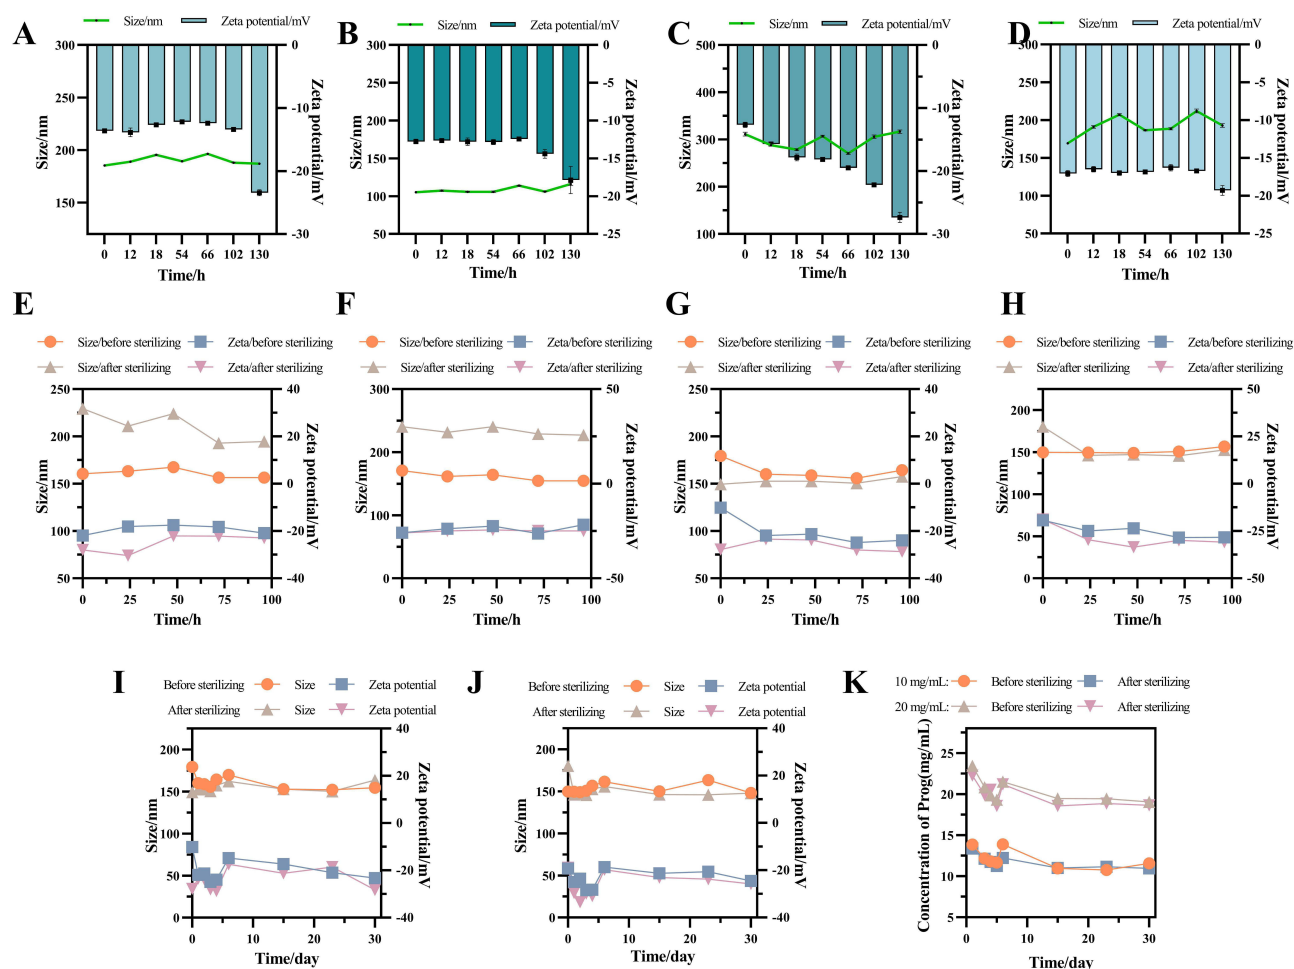 A
Size/nm Zeta potential/mV
300
250
200
150
Size/nm
0
-10
-20
-30
Zeta potential/mV
0 12 18 54 66 102 130
Time/h
B
Size/nm Zeta potential/mV
300
250
200
150
100
50
Size/nm
0
-10
-20
-30
Zeta potential/mV
0 12 18 54 66 102 130
Time/h
C
Size/nm Zeta potential/mV
500
400
300
200
100
Size/nm
0
-10
-20
-30
Zeta potential/mV
0 12 18 54 66 102 130
Time/h
D
Size/nm Zeta potential/mV
300
250
200
150
100
50
Size/nm
0
-5
-10
-15
-20
-25
Zeta potential/mV
0 12 18 54 66 102 130
Time/h
E
Size/before sterilizing Zeta/before sterilizing
Size/after sterilizing Zeta/after sterilizing
250
200
150
100
50
Size/nm
40
20
0
-20
-40
Zeta potential/mV
0 25 50 75 100
Time/h
F
Size/before sterilizing Zeta/before sterilizing
Size/after sterilizing Zeta/after sterilizing
300
200
100
0
Size/nm
50
0
-50
Zeta potential/mV
0 25 50 75 100
Time/h
G
Size/before sterilizing Zeta/before sterilizing
Size/after sterilizing Zeta/after sterilizing
250
200
150
100
50
Size/nm
40
20
0
-20
-40
Zeta potential/mV
0 25 50 75 100
Time/h
H
Size/before sterilizing Zeta/before sterilizing
Size/after sterilizing Zeta/after sterilizing
200
150
100
50
0
Size/nm
50
25
0
-25
-50
Zeta potential/mV
0 25 50 75 100
Time/h
I
Before sterilizing Size Zeta potential
After sterilizing Size Zeta potential
200
150
100
50
0
Size/nm
40
20
0
-20
-40
Zeta potential/mV
0 10 20 30
Time/day
J
Before sterilizing Size Zeta potential
After sterilizing Size Zeta potential
200
150
100
50
0
Size/nm
40
20
0
-20
-40
Zeta potential/mV
0 10 20 30
Time/day
K
10 mg/mL: Before sterilizing After sterilizing
20 mg/mL: Before sterilizing After sterilizing
25
20
15
10
5
Concentration of Prog(mg/mL)
0 10 20 30
Time/day